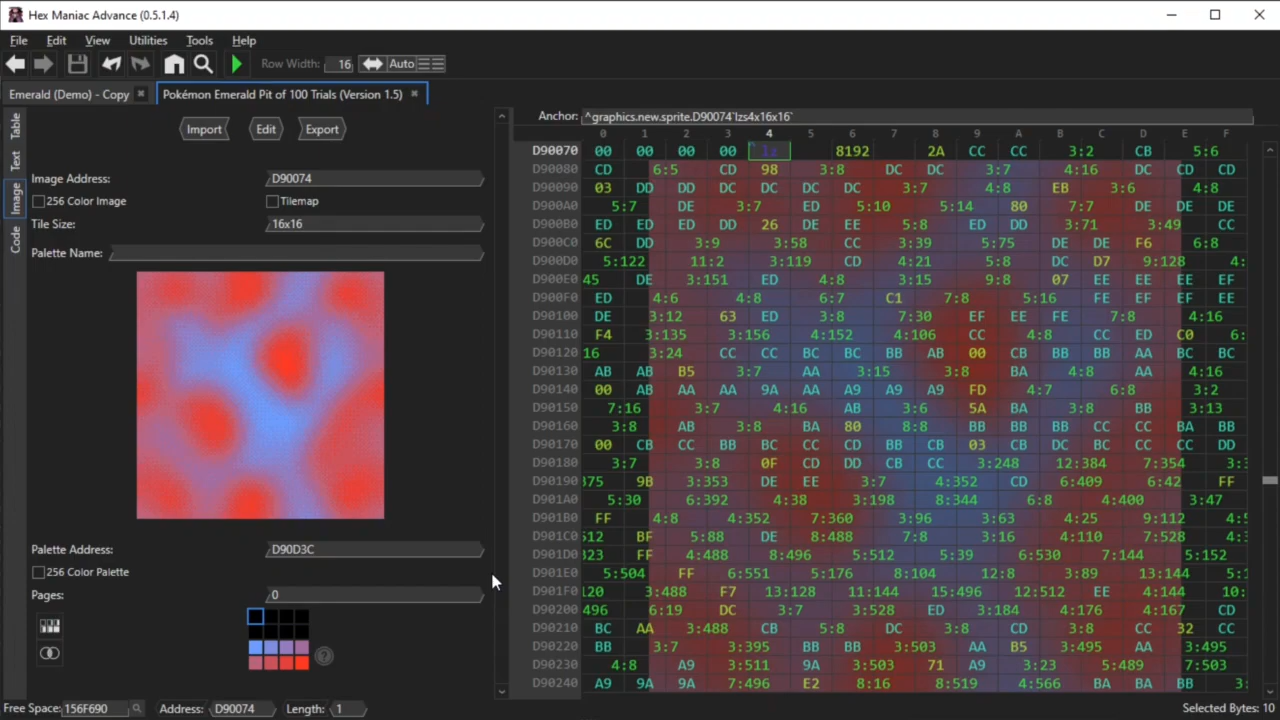 Hex Maniac Advance (0.5.1.4)
File Edit View Utilities Tools Help
Row Width: 16 Auto
Emerald (Demo) - Copy Pokémon Emerald Pit of 100 Trials (Version 1.5)
Table
Text
Image
Code
Import Edit Export
Image Address: D90074
256 Color Image Tilemap
Tile Size: 16x16
Palette Name:
Palette Address: D90D3C
256 Color Palette
Pages: 0
?
Anchor: ^graphics.new.sprite.D90074`lzs4x16x16`
0 1 2 3 4 5 6 7 8 9 A B C D E F
D90070 00 00 00 00 lz 8192 2A CC CC 3:2 CB 5:6
D90080 CD 6:5 CD 98 3:8 DC DC 3:7 4:16 DC CD CD
D90090 03 DD DD DC DC DC DC 3:7 4:8 EB 3:6 4:8
D900A0 5:7 DE 3:7 ED 5:10 5:14 80 7:7 DE DE DE
D900B0 ED ED ED DD 26 DE EE 5:8 ED DD 3:71 3:49 CC
D900C0 6C DD 3:9 3:58 CC 3:39 5:75 DE DE F6 6:8
D900D0 5:122 11:2 3:119 CD 4:21 5:8 DC D7 9:128 4:
D900E0 45 DE 3:151 ED 4:8 3:15 9:8 07 EE EE EE EF
D900F0 ED 4:6 4:8 6:7 C1 7:8 5:16 FE EF EF EE
D90100 DE 3:12 63 ED 3:8 7:30 EF EE FE 7:8 4:16
D90110 F4 3:135 3:156 4:152 4:106 CC 4:8 CC ED C0 6:
D90120 16 3:24 CC CC BC BC BB AB 00 CB BB BB AA BC BC
D90130 AB AB B5 3:7 AA 3:15 3:8 BA 4:8 AA 4:16
D90140 00 AB AA AA 9A AA A9 A9 A9 FD 4:7 6:8 3:2
D90150 7:16 3:7 4:16 AB 3:6 5A BA 3:8 BB 3:13
D90160 3:8 AB 3:8 BA 80 8:8 BB BB BB CC CC BA BB
D90170 00 CB CC BB BC CC CD BB CB 03 CB DC BC CC CC DD
D90180 3:7 3:8 0F CD DD CB CC 3:248 12:384 7:354
D90190 375 9B 3:353 DE EE 3:7 4:352 CD 6:409 6:42 FF
D901A0 5:30 6:392 4:38 3:198 8:344 6:8 4:400 3:47
D901B0 FF 4:8 4:352 7:360 3:96 3:63 4:25 9:112
D901C0 512 BF 5:88 DE 8:488 7:8 3:16 4:110 7:528
D901D0 323 FF 4:488 8:496 5:512 5:39 6:530 7:144 5:152
D901E0 5:504 FF 6:551 5:176 8:104 12:8 3:89 13:144
D901F0 120 3:488 F7 13:128 11:144 15:496 12:512 EE 4:144 10:
D90200 496 6:19 DC 3:7 3:528 ED 3:184 4:176 4:167 CD
D90210 BC AA 3:488 CB 5:8 DC 3:8 CD 3:8 CC 32 CC
D90220 BB 3:7 3:395 BB BB 5:503 AA B5 3:495 AA 3:495
D90230 4:8 A9 3:511 9A 3:503 71 A9 3:23 5:489 7:503
D90240 A9 9A 9A 7:496 E2 8:16 8:519 4:566 BA BA BB
Free Space: 156F690 Address: D90074 Length: 1 Selected Bytes: 10